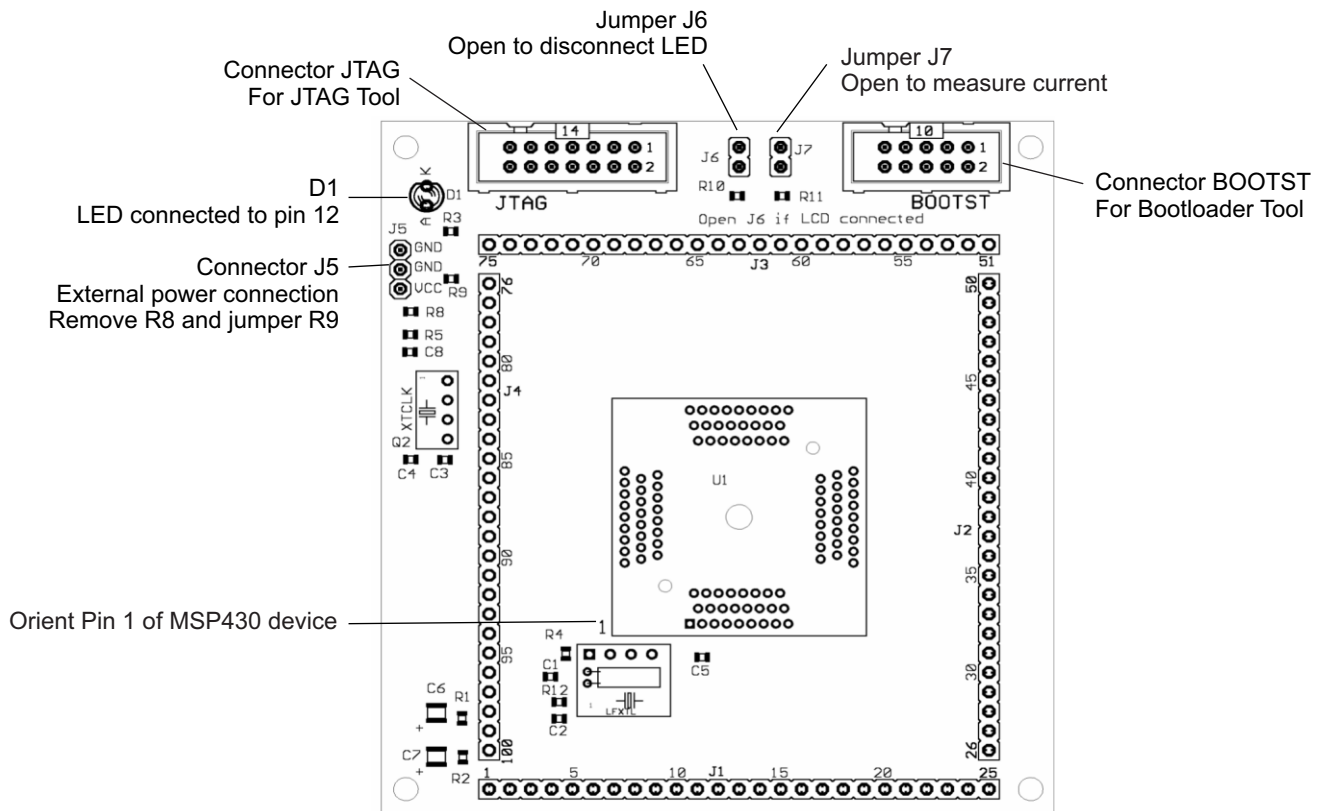 Jumper J6
Open to disconnect LED
Jumper J7
Open to measure current
Connector JTAG
For JTAG Tool
14
1
2
J6
J7
10
1
2
R10
R11
JTAG
BOOTST
Open J6 if LCD connected
Connector BOOTST
For Bootloader Tool
D1
LED connected to pin 12
K
D1
A
R3
J5
GND
GND
VCC
Connector J5
External power connection
Remove R8 and jumper R9
R9
R8
R5
C8
75
70
65
J3
60
55
51
76
50
80
J4
45
XTCLK
Q2
C4
C3
85
U1
40
J2
90
35
Orient Pin 1 of MSP430 device
1
R4
C1
R12
C2
1
LFXTL
C5
95
30
C6
R1
+
C7
R2
+
100
26
1
5
10
J1
15
20
25